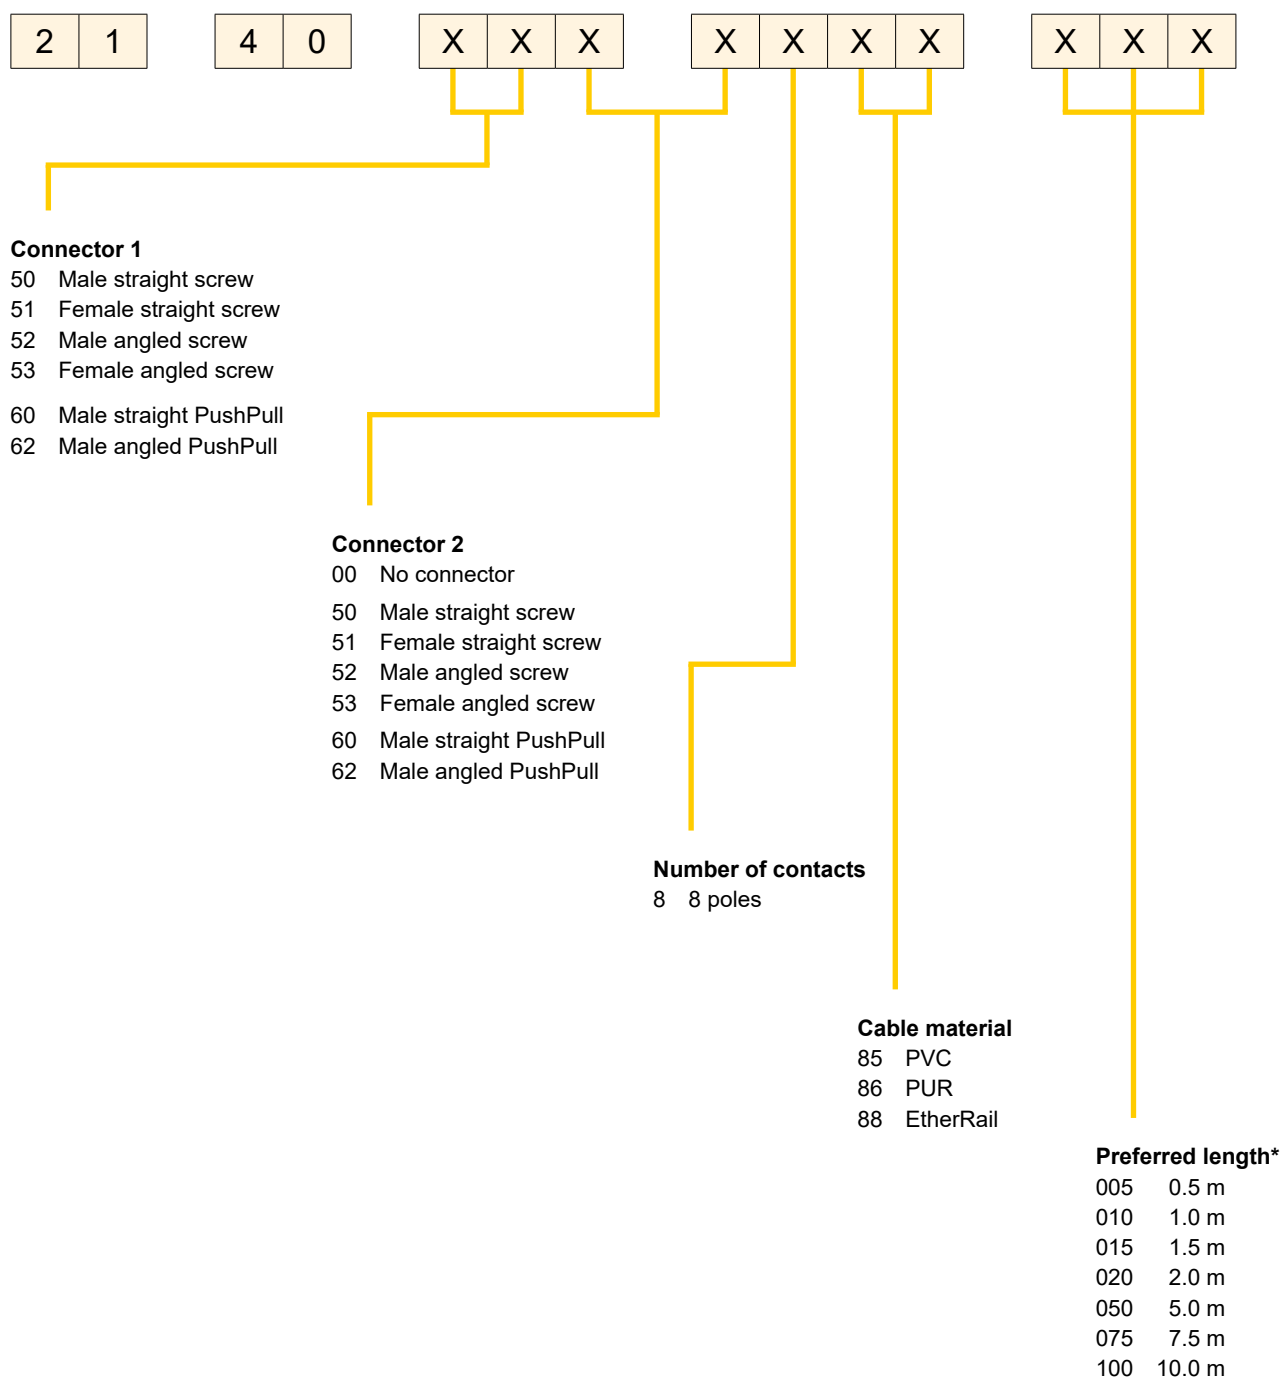 2 1 4 0 X X X X X X X X X X
Connector 1
50 Male straight screw
51 Female straight screw
52 Male angled screw
53 Female angled screw
60 Male straight PushPull
62 Male angled PushPull
Connector 2
00 No connector
50 Male straight screw
51 Female straight screw
52 Male angled screw
53 Female angled screw
60 Male straight PushPull
62 Male angled PushPull
Number of contacts
8 8 poles
Cable material
85 PVC
86 PUR
88 EtherRail
Preferred length*
005 0.5 m
010 1.0 m
015 1.5 m
020 2.0 m
050 5.0 m
075 7.5 m
100 10.0 m